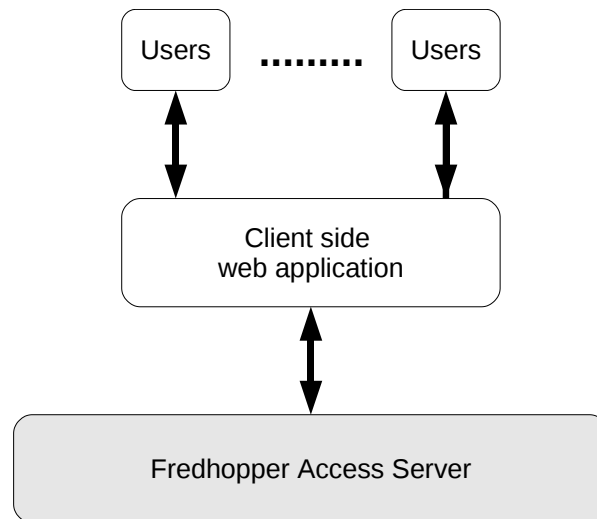 Users ......... Users
Client side
web application
Fredhopper Access Server